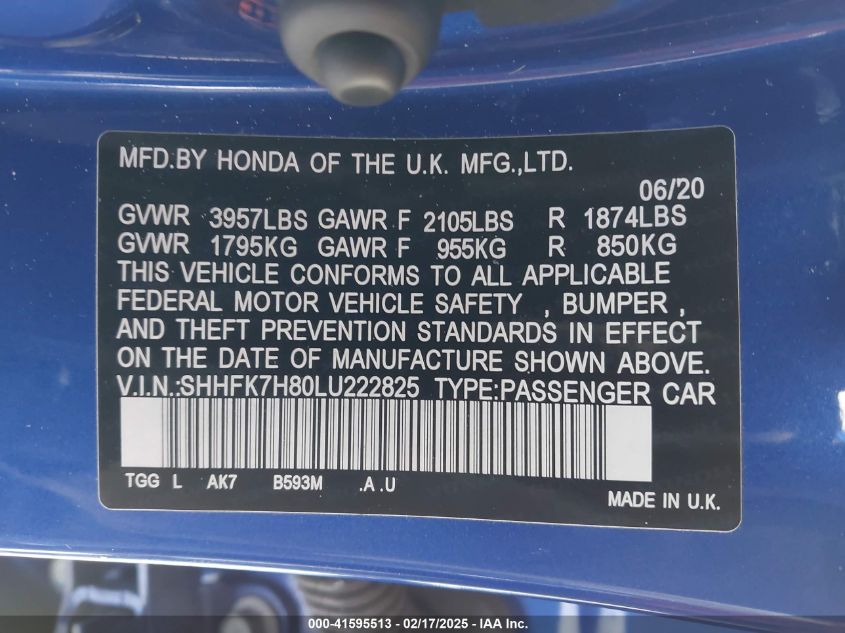 MFD.BY HONDA OF THE U.K. MFG.,LTD.
06/20
GVWR 3957LBS GAWR F 2105LBS R 1874LBS
GVWR 1795KG GAWR F 955KG R 850KG
THIS VEHICLE CONFORMS TO ALL APPLICABLE
FEDERAL MOTOR VEHICLE SAFETY , BUMPER ,
AND THEFT PREVENTION STANDARDS IN EFFECT
ON THE DATE OF MANUFACTURE SHOWN ABOVE.
V.I.N.:SHHFK7H80LU222825 TYPE:PASSENGER CAR
TGG L AK7 B593M .A .U
MADE IN U.K.
000-41595513 - 02/17/2025 - IAA Inc.